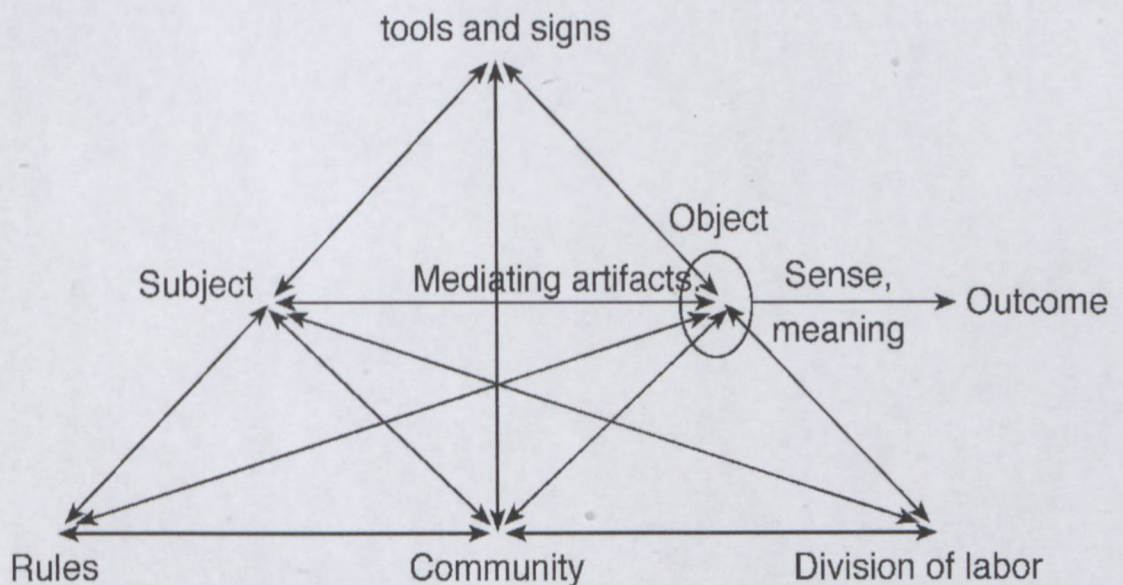 tools and signs
Object
Subject
Mediating artifacts.
Sense,
meaning
Outcome
Rules
Community
Division of labor